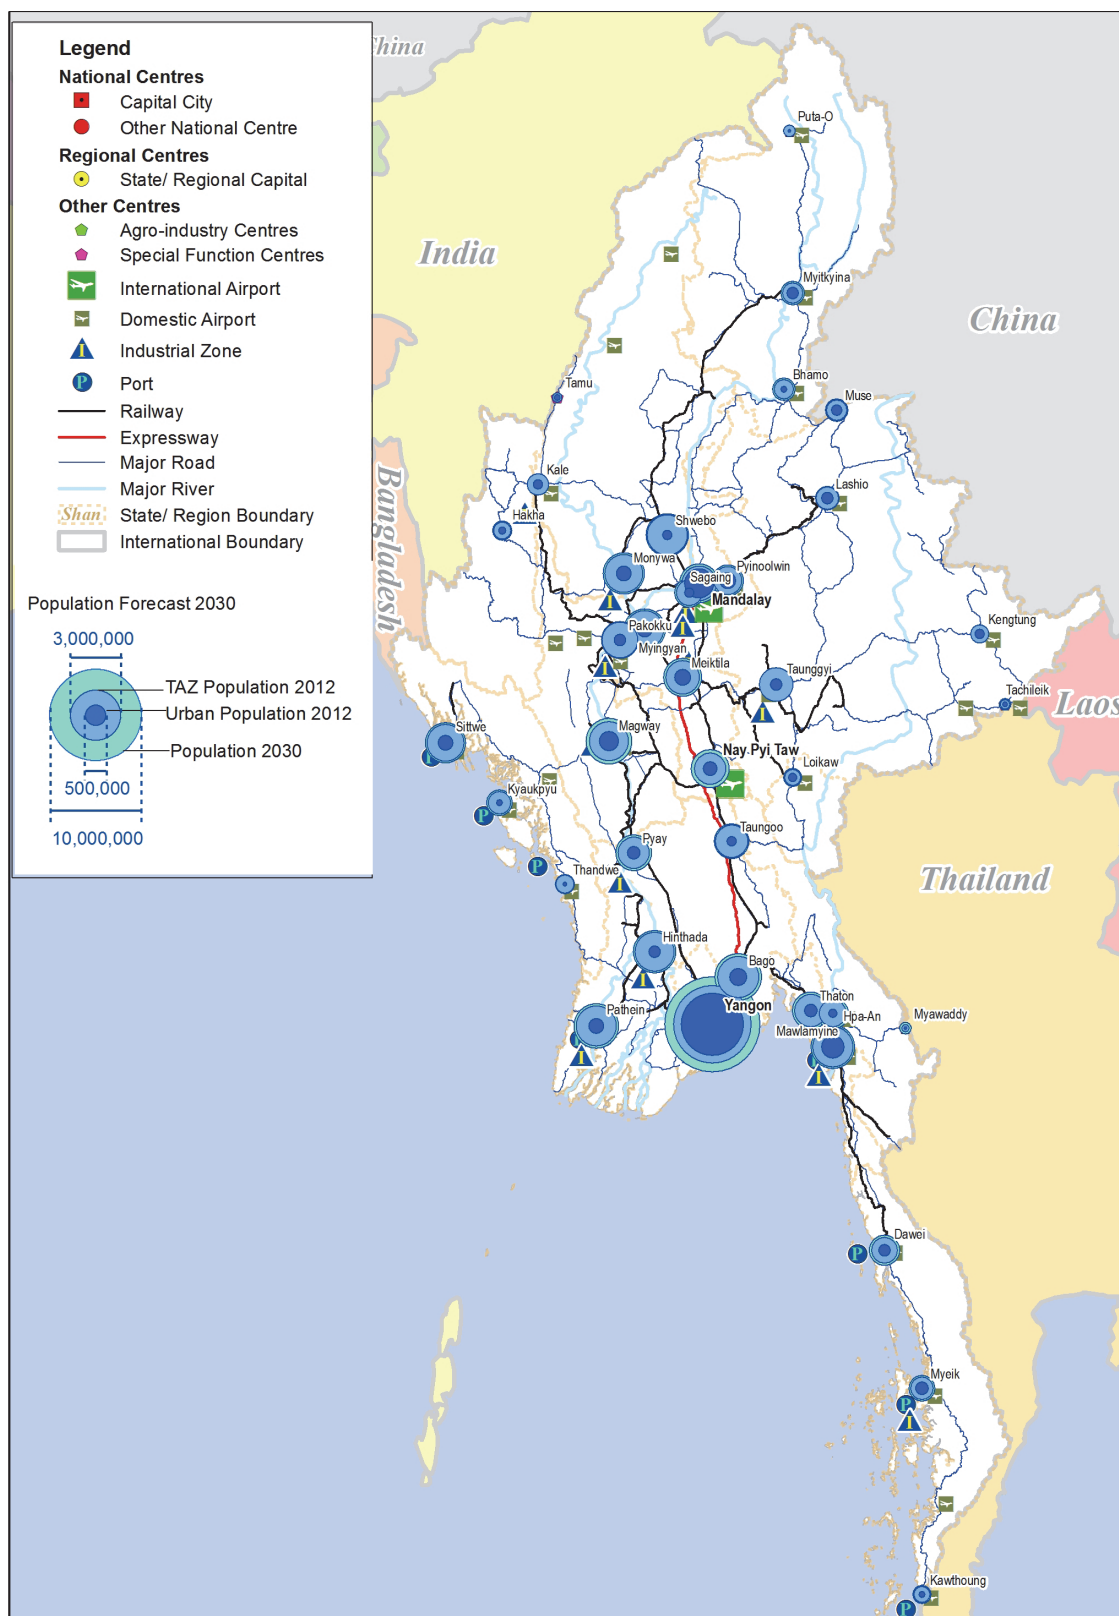 Legend
National Centres
Capital City
Other National Centre
Regional Centres
State/ Regional Capital
Other Centres
Agro-industry Centres
Special Function Centres
International Airport
Domestic Airport
I Industrial Zone
P Port
Railway
Expressway
Major Road
Major River
Shan State/ Region Boundary
International Boundary
Population Forecast 2030
3,000,000
TAZ Population 2012
Urban Population 2012
Population 2030
500,000
10,000,000
China
India
China
Bangladesh
Laos
Thailand
Puta-O
Myitkyina
Bhamo
Tamu
Muse
Kale
Lashio
Hakha
Shwebo
Monywa
Pyinoolwin
Sagaing
Mandalay
I
I
Pakokku
Kengtung
Myingyan
I
Meiktila
Taunggyi
Tachileik
I
Sittwe
Magway
Nay Pyi Taw
Loikaw
P
Kyaukpyu
P
Taungoo
Pyay
P
Thandwe
I
Hinthada
Bago
I
Yangon
Thaton
Pathein
Hpa-An
Myawaddy
Mawlamyine
I
I
Dawei
P
Myeik
P
I
Kawthoung
P